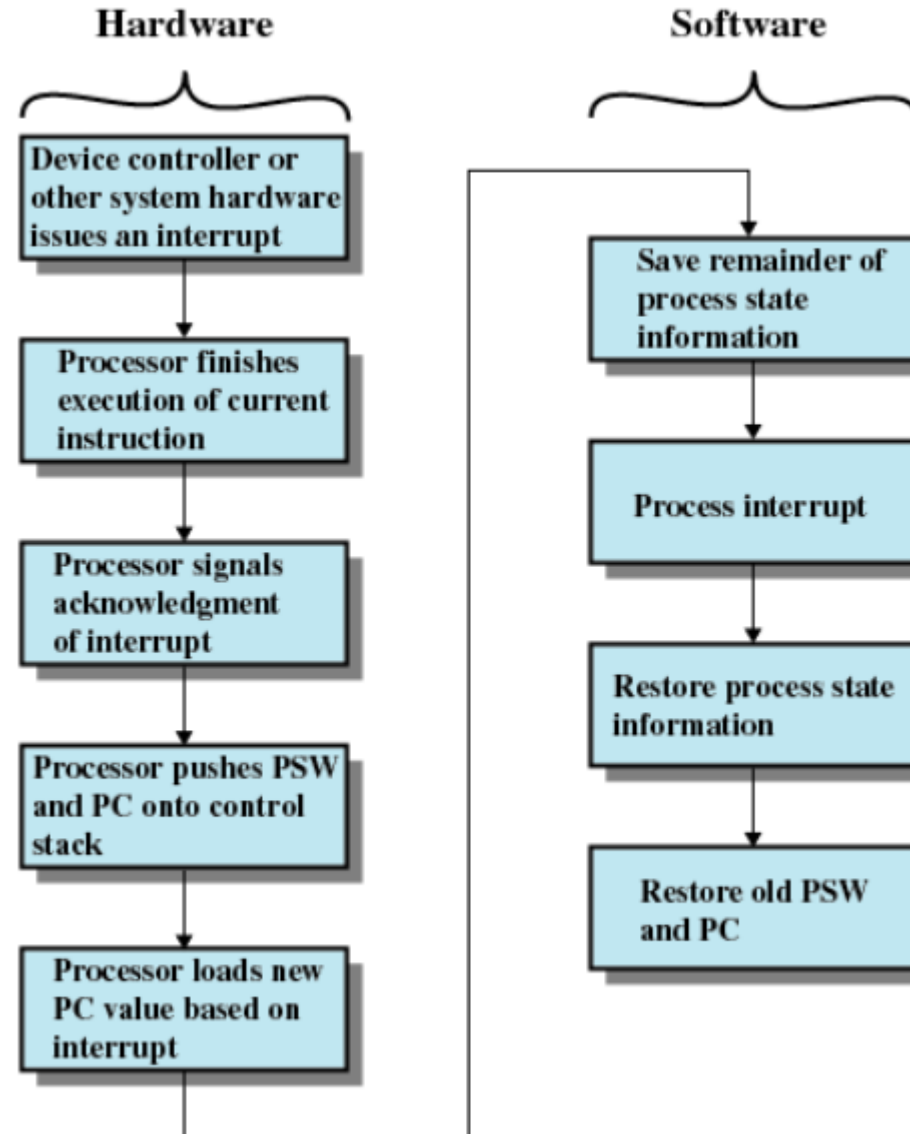 Hardware
Device controller or
other system hardware
issues an interrupt
Processor finishes
execution of current
instruction
Processor signals
acknowledgment
of interrupt
Processor pushes PSW
and PC onto control
stack
Processor loads new
PC value based on
interrupt
Software
Save remainder of
process state
information
Process interrupt
Restore process state
information
Restore old PSW
and PC